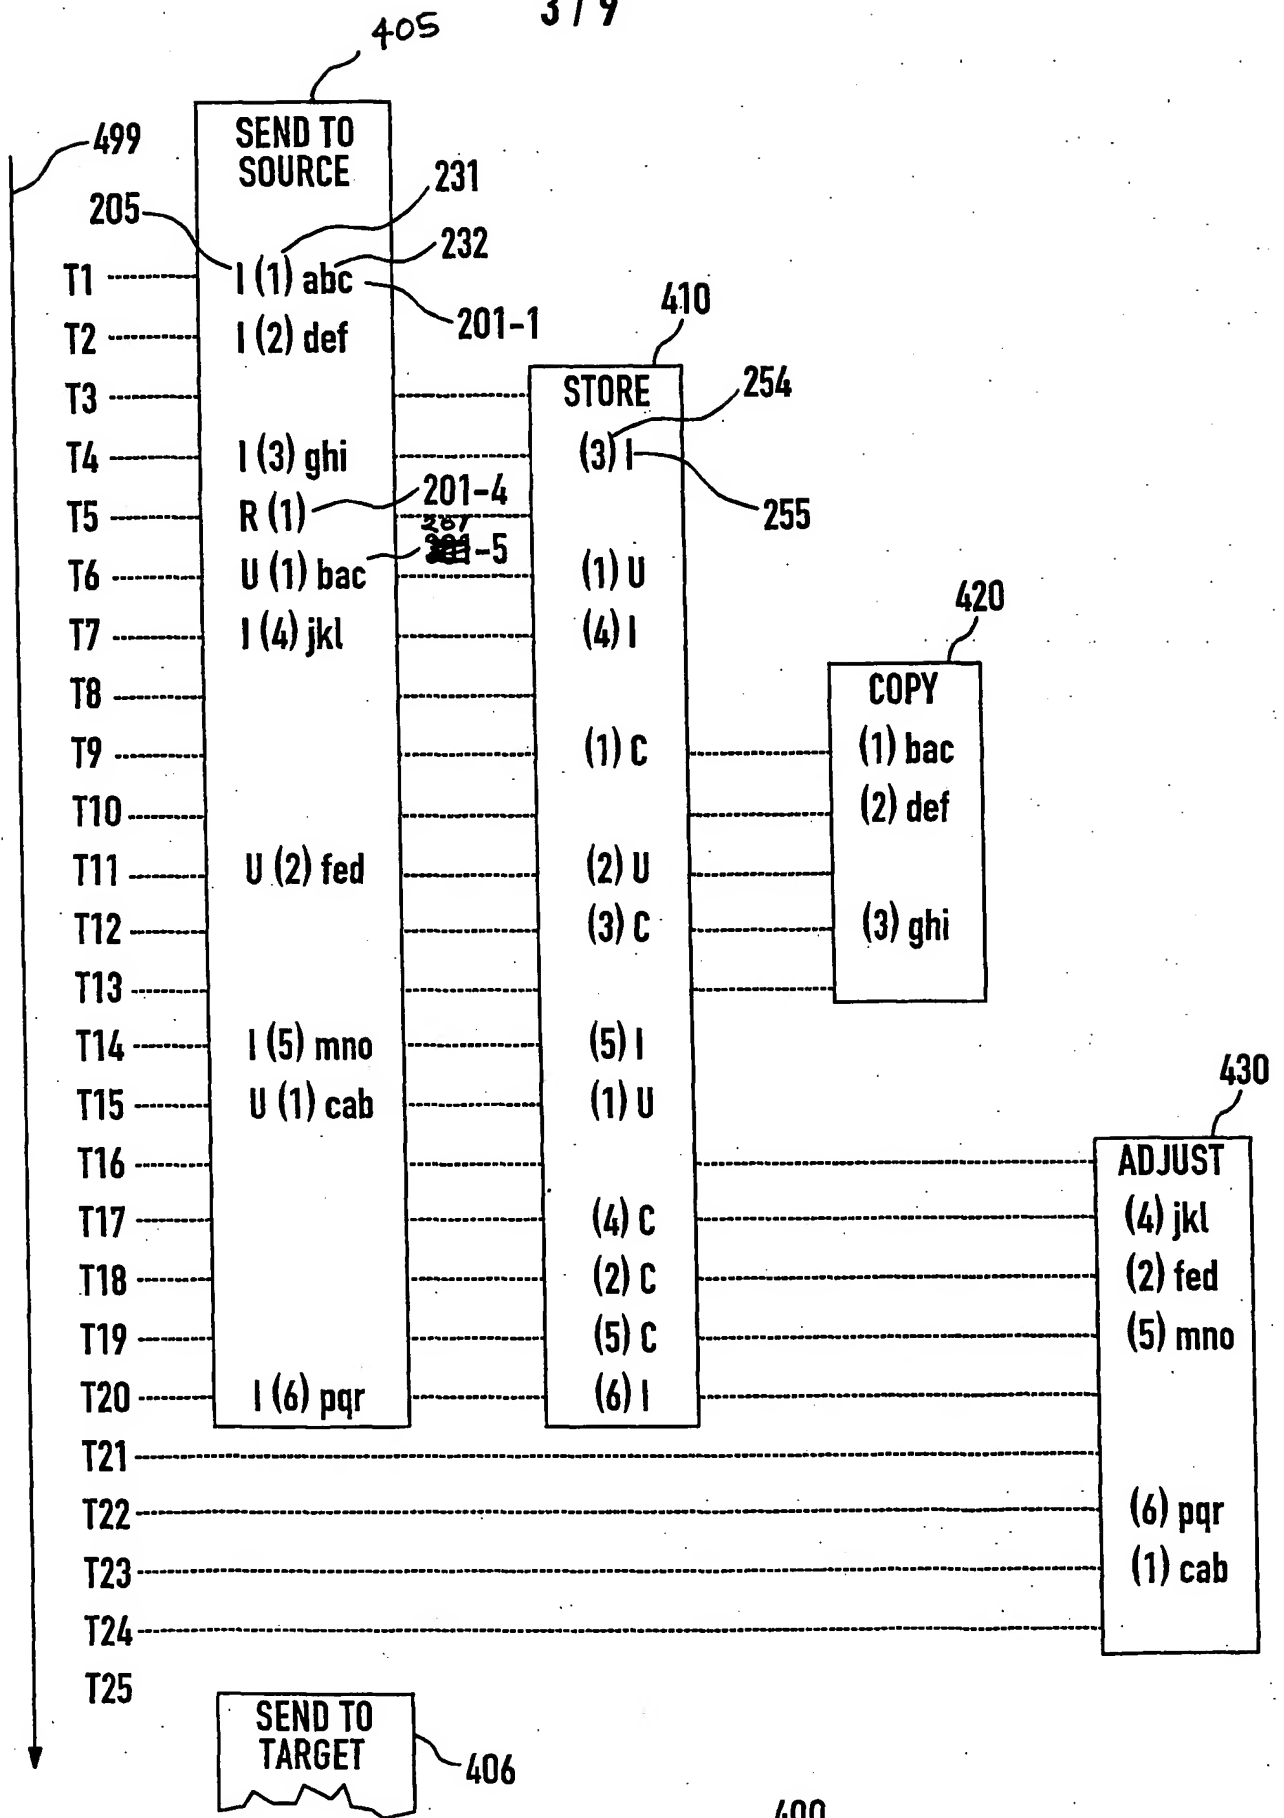 3/9
405
SEND TO
SOURCE
499
231
205
232
T1 I (1) abc
201-1
410
T2 I (2) def
T3 STORE
254
T4 I (3) ghi (3) I
255
T5 R (1) 201-4
201
-5
T6 U (1) bac (1) U
420
T7 I (4) jkl (4) I
T8 COPY
T9 (1) C (1) bac
T10 (2) def
T11 U (2) fed (2) U
T12 (3) C (3) ghi
T13
T14 I (5) mno (5) I
430
T15 U (1) cab (1) U
T16 ADJUST
T17 (4) C (4) jkl
T18 (2) C (2) fed
T19 (5) C (5) mno
T20 I (6) pqr (6) I
T21
T22 (6) pqr
T23 (1) cab
T24
T25
SEND TO
TARGET
406
400